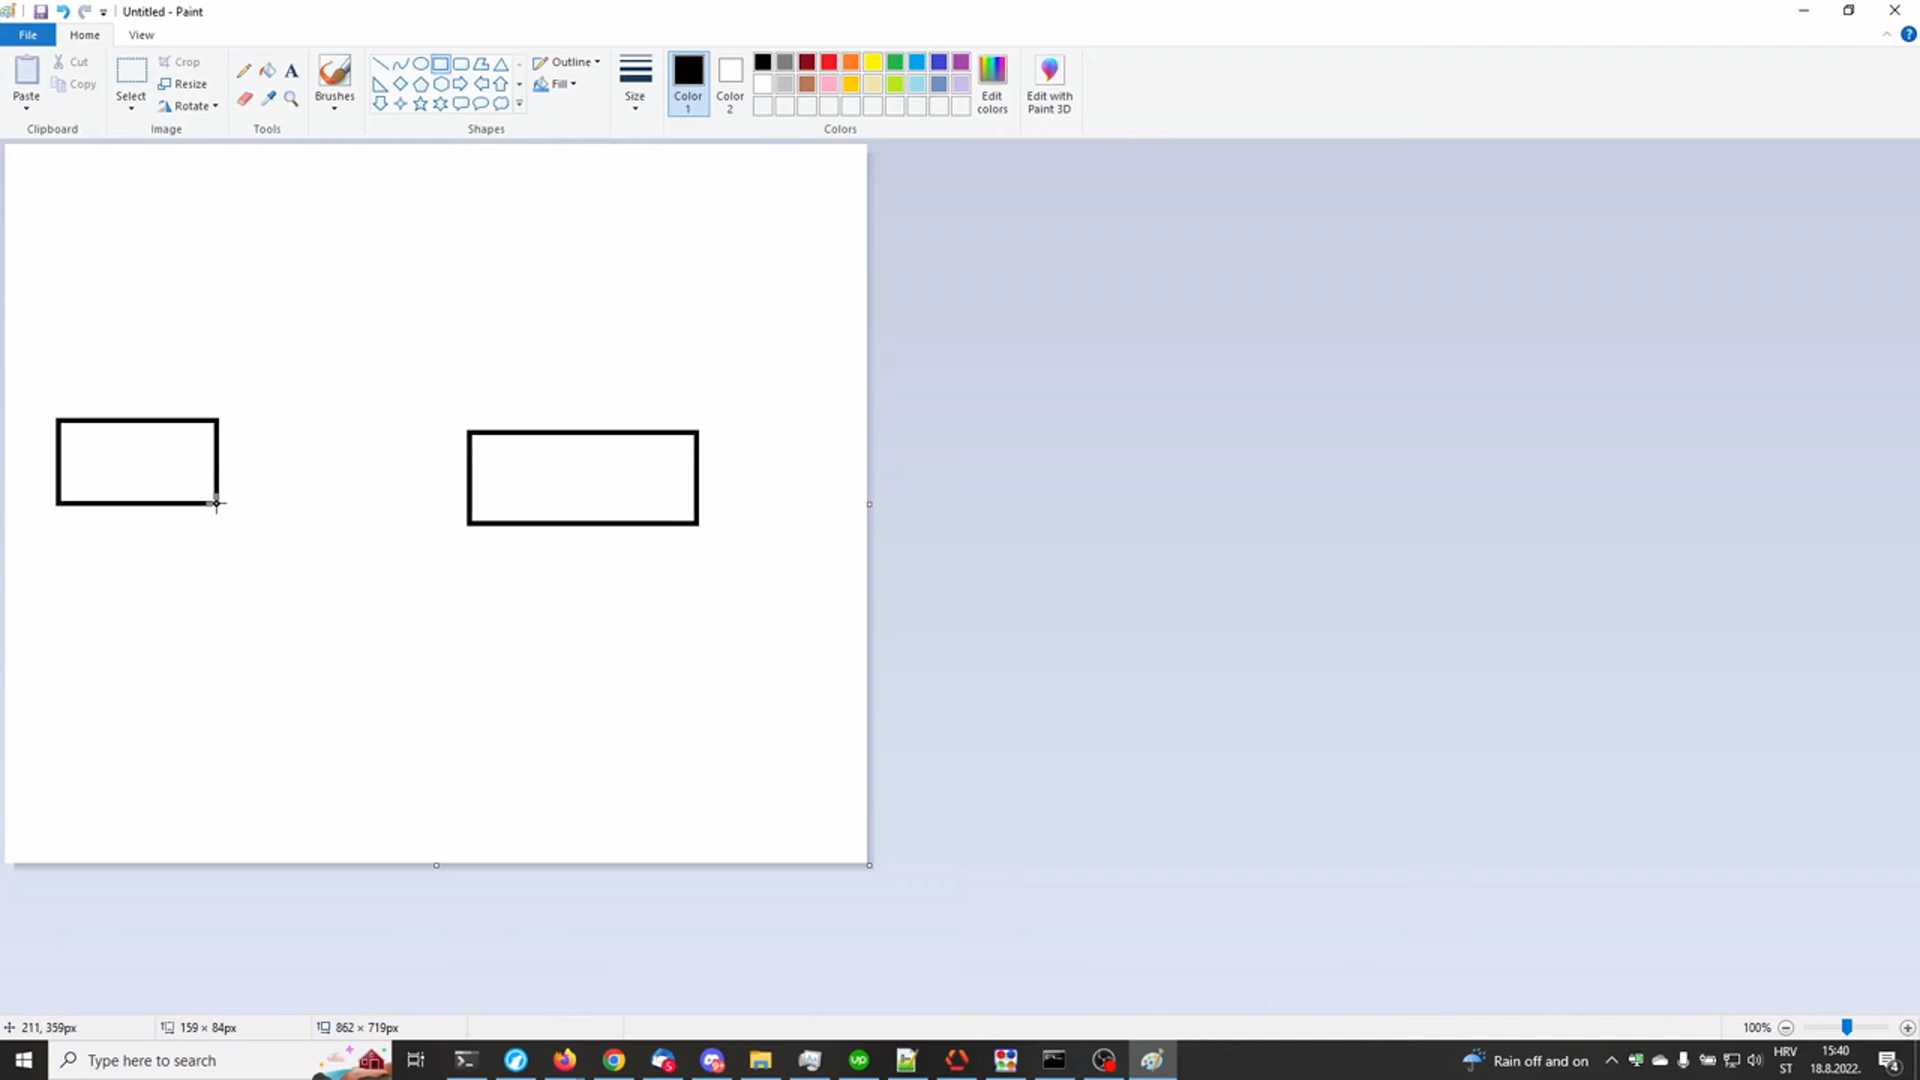 Untitled - Paint
File Home View
Paste
Cut
Copy
Clipboard
Select
Crop
Resize
Rotate
Image
A
Tools
Brushes
Shapes
Outline
Fill
Size
Color 1
Color 2
Edit colors
Colors
Edit with Paint 3D
211, 359px
159 × 84px
862 × 719px
100%
Type here to search
Rain off and on
HRV
ST
15:40
18.8.2022.
4